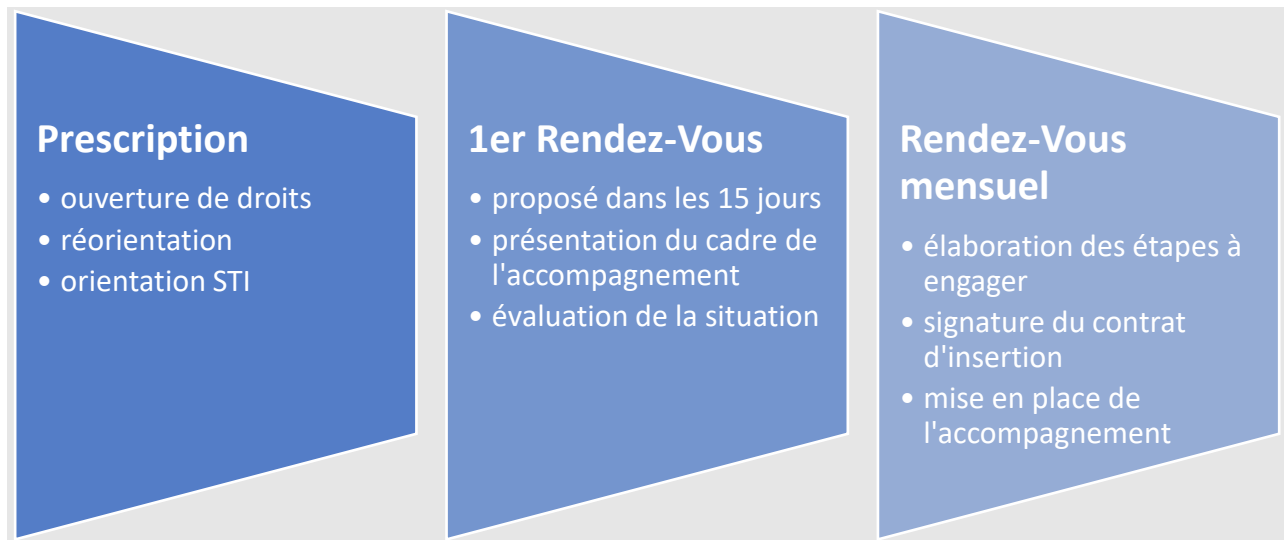 Prescription
• ouverture de droits
• réorientation
• orientation STI
1er Rendez-Vous
• proposé dans les 15 jours
• présentation du cadre de
l'accompagnement
• évaluation de la situation
Rendez-Vous
mensuel
• élaboration des étapes à
engager
• signature du contrat
d'insertion
• mise en place de
l'accompagnement